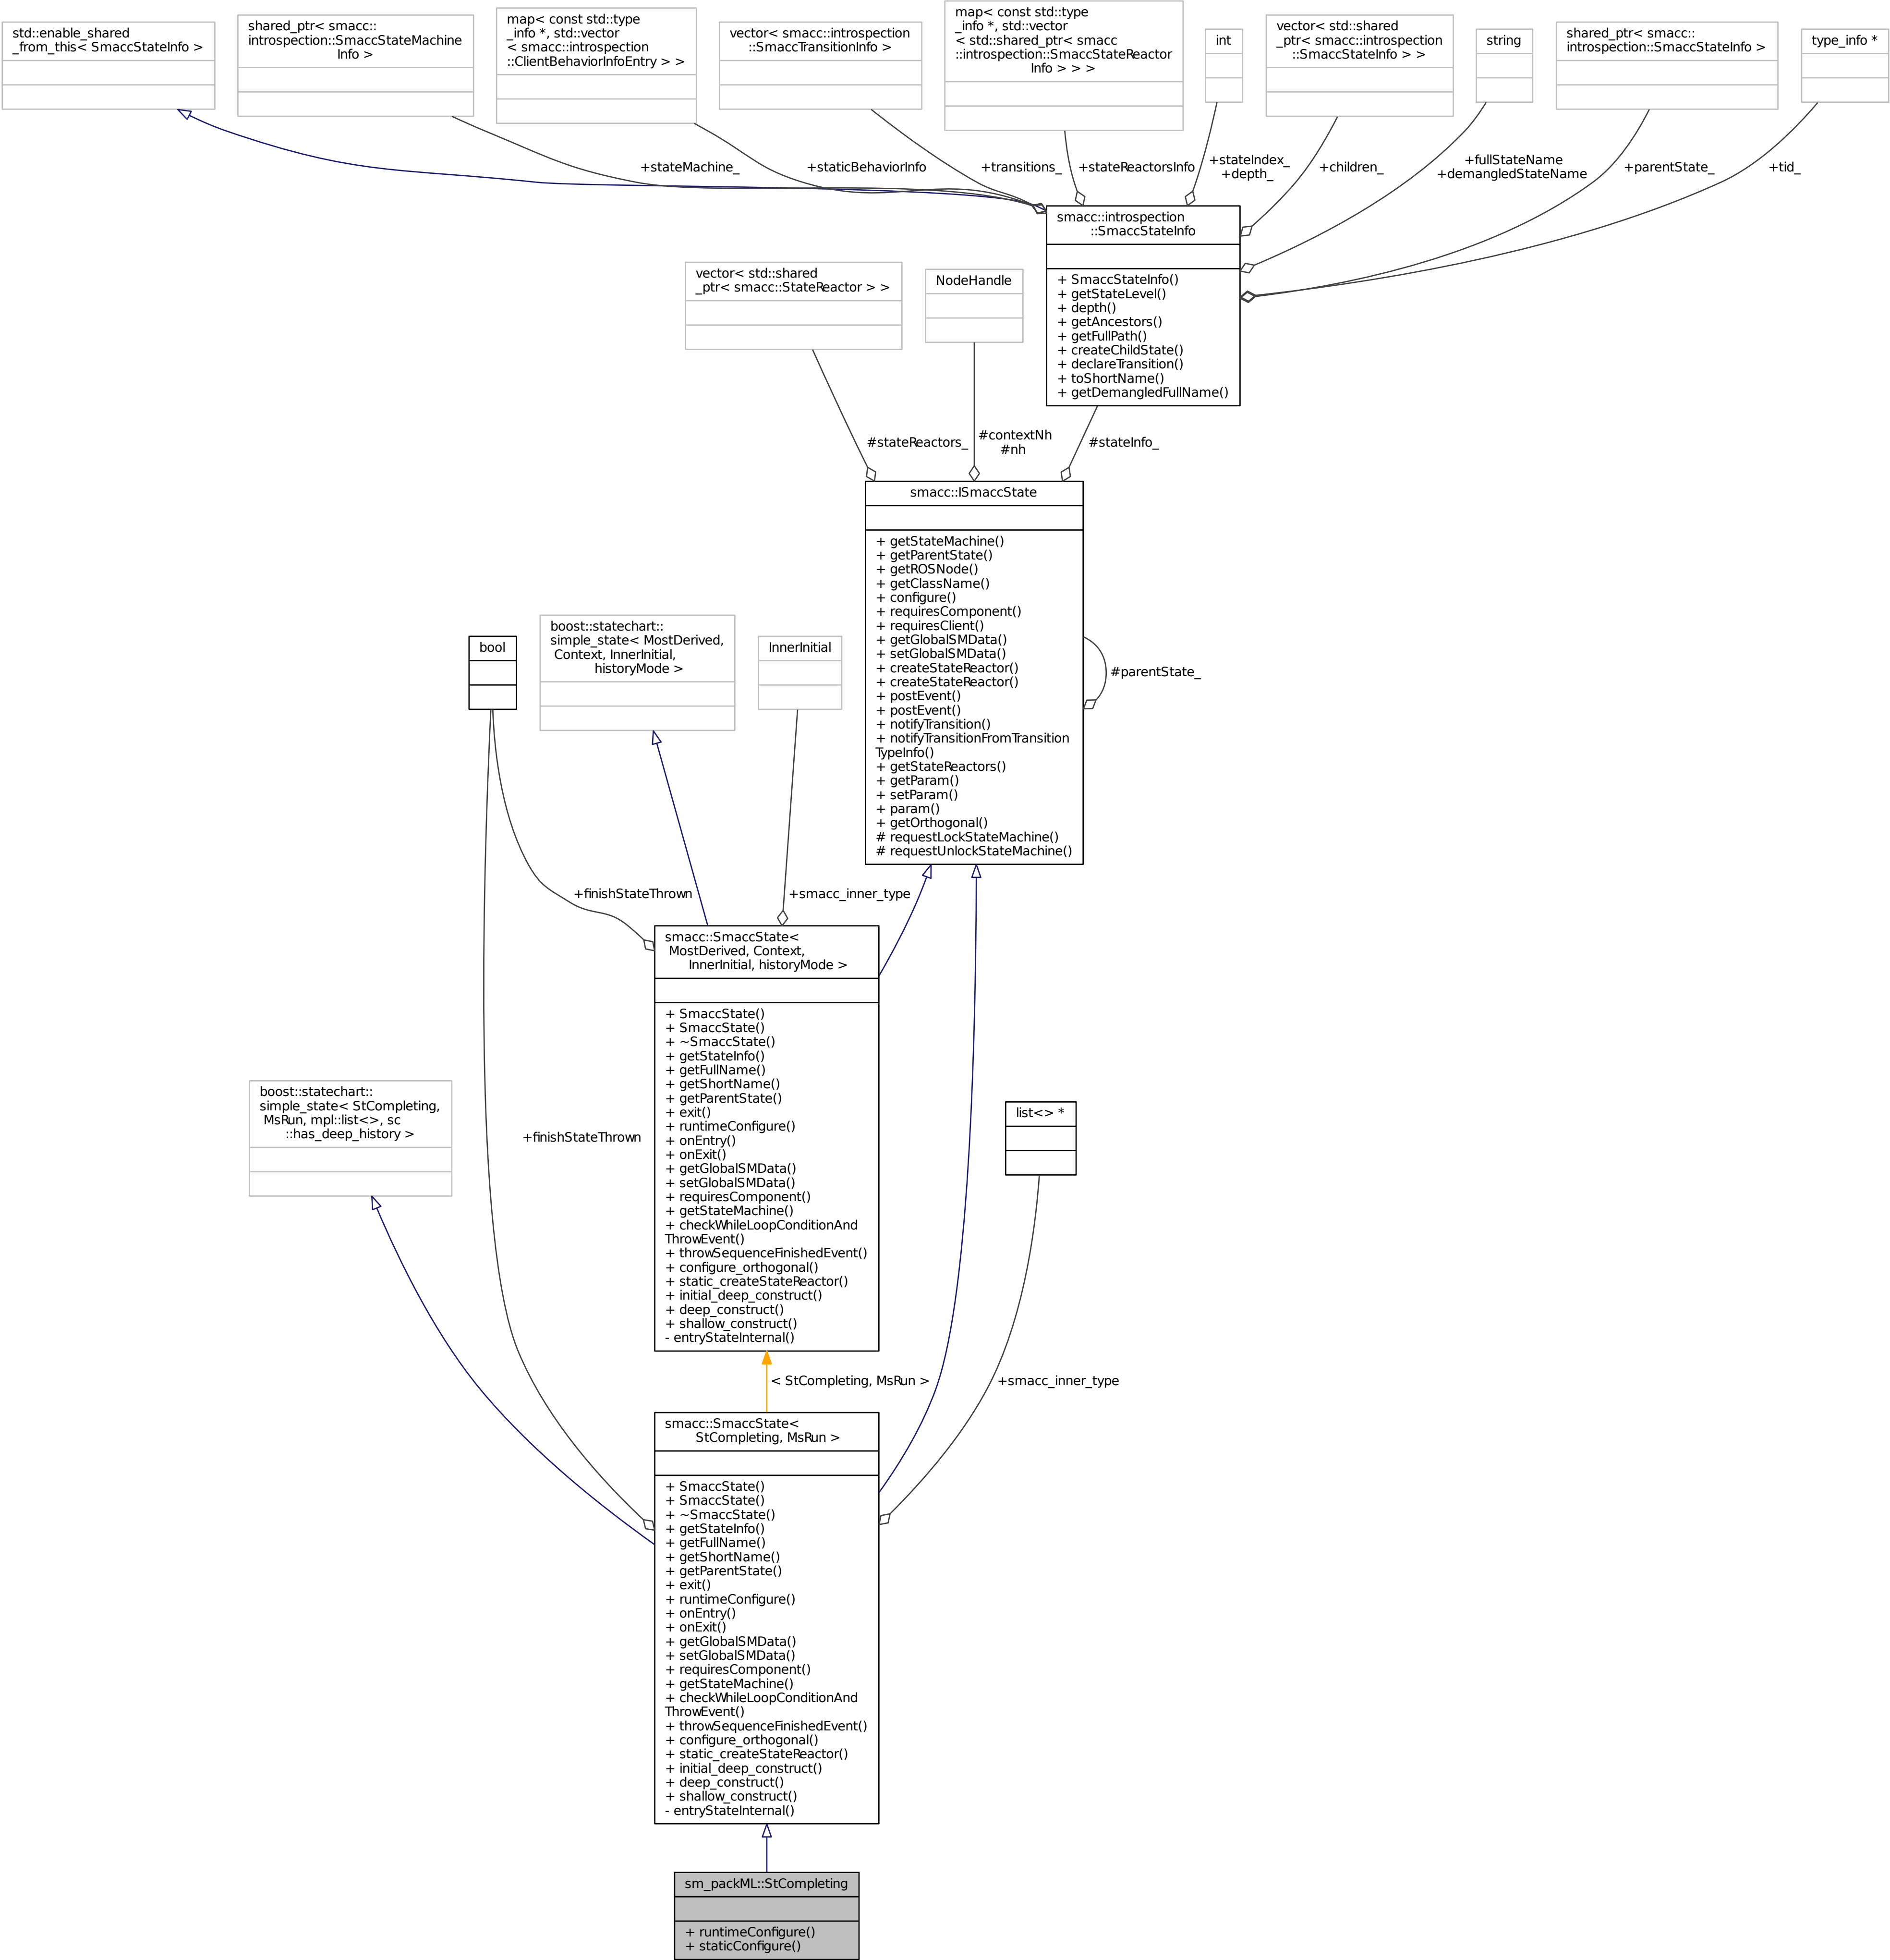 std::enable_shared
_from_this< SmaccStateInfo >
shared_ptr< smacc::
introspection::SmaccStateMachine
Info >
map< const std::type
_info *, std::vector
< smacc::introspection
::ClientBehaviorInfoEntry > >
vector< smacc::introspection
::SmaccTransitionInfo >
map< const std::type
_info *, std::vector
< std::shared_ptr< smacc
::introspection::SmaccStateReactor
Info > > >
int
vector< std::shared
_ptr< smacc::introspection
::SmaccStateInfo > >
string
shared_ptr< smacc::
introspection::SmaccStateInfo >
type_info *
+stateMachine_
+staticBehaviorInfo
+transitions_
+stateReactorsInfo
+stateIndex_
+depth_
+children_
+fullStateName
+demangledStateName
+parentState_
+tid_
smacc::introspection
::SmaccStateInfo
+ SmaccStateInfo()
+ getStateLevel()
+ depth()
+ getAncestors()
+ getFullPath()
+ createChildState()
+ declareTransition()
+ toShortName()
+ getDemangledFullName()
vector< std::shared
_ptr< smacc::StateReactor > >
NodeHandle
#stateReactors_
#contextNh
#nh
#stateInfo_
smacc::ISmaccState
+ getStateMachine()
+ getParentState()
+ getROSNode()
+ getClassName()
+ configure()
+ requiresComponent()
+ requiresClient()
+ getGlobalSMData()
+ setGlobalSMData()
+ createStateReactor()
+ createStateReactor()
+ postEvent()
+ postEvent()
+ notifyTransition()
+ notifyTransitionFromTransition
TypeInfo()
+ getStateReactors()
+ getParam()
+ setParam()
+ param()
+ getOrthogonal()
# requestLockStateMachine()
# requestUnlockStateMachine()
#parentState_
bool
boost::statechart::
simple_state< MostDerived,
Context, InnerInitial,
historyMode >
InnerInitial
+finishStateThrown
+smacc_inner_type
smacc::SmaccState<
MostDerived, Context,
InnerInitial, historyMode >
+ SmaccState()
+ SmaccState()
+ ~SmaccState()
+ getStateInfo()
+ getFullName()
+ getShortName()
+ getParentState()
+ exit()
+ runtimeConfigure()
+ onEntry()
+ onExit()
+ getGlobalSMData()
+ setGlobalSMData()
+ requiresComponent()
+ getStateMachine()
+ checkWhileLoopConditionAnd
ThrowEvent()
+ throwSequenceFinishedEvent()
+ configure_orthogonal()
+ static_createStateReactor()
+ initial_deep_construct()
+ deep_construct()
+ shallow_construct()
- entryStateInternal()
boost::statechart::
simple_state< StCompleting,
MsRun, mpl::list<>, sc
::has_deep_history >
+finishStateThrown
list<> *
< StCompleting, MsRun >
+smacc_inner_type
smacc::SmaccState<
StCompleting, MsRun >
+ SmaccState()
+ SmaccState()
+ ~SmaccState()
+ getStateInfo()
+ getFullName()
+ getShortName()
+ getParentState()
+ exit()
+ runtimeConfigure()
+ onEntry()
+ onExit()
+ getGlobalSMData()
+ setGlobalSMData()
+ requiresComponent()
+ getStateMachine()
+ checkWhileLoopConditionAnd
ThrowEvent()
+ throwSequenceFinishedEvent()
+ configure_orthogonal()
+ static_createStateReactor()
+ initial_deep_construct()
+ deep_construct()
+ shallow_construct()
- entryStateInternal()
sm_packML::StCompleting
+ runtimeConfigure()
+ staticConfigure()